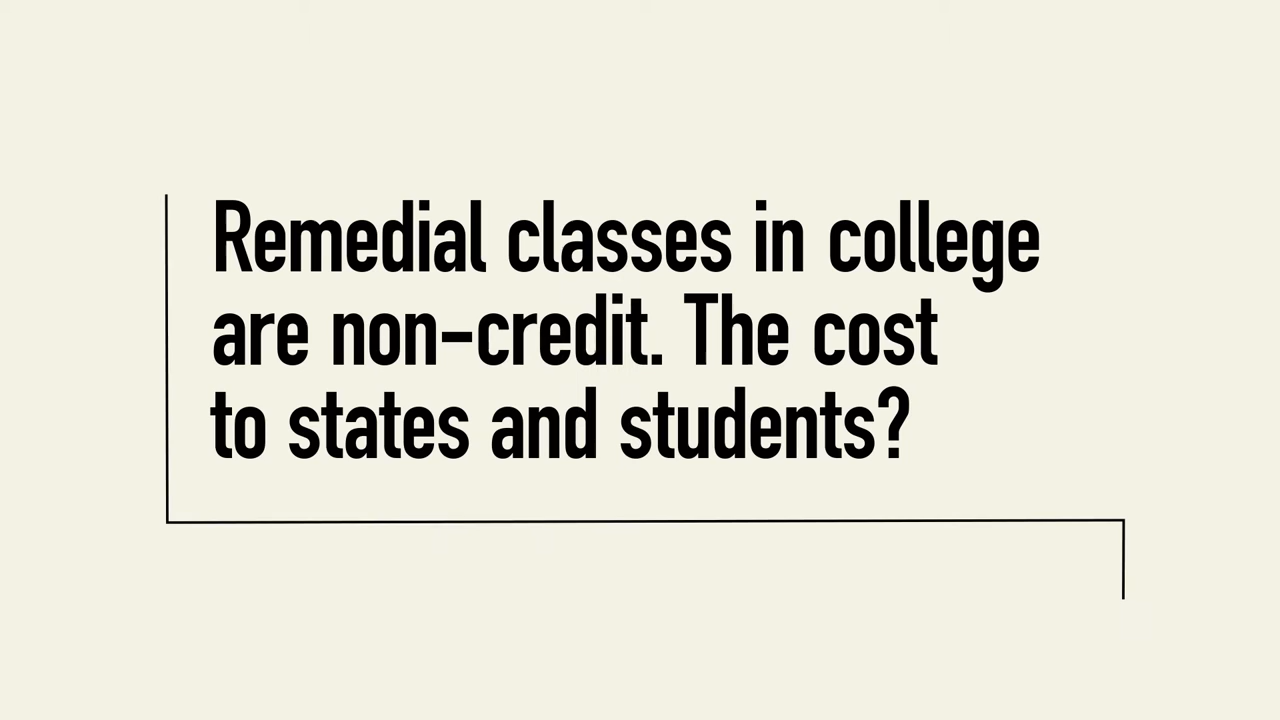 Remedial classes in college
are non-credit. The cost
to states and students?